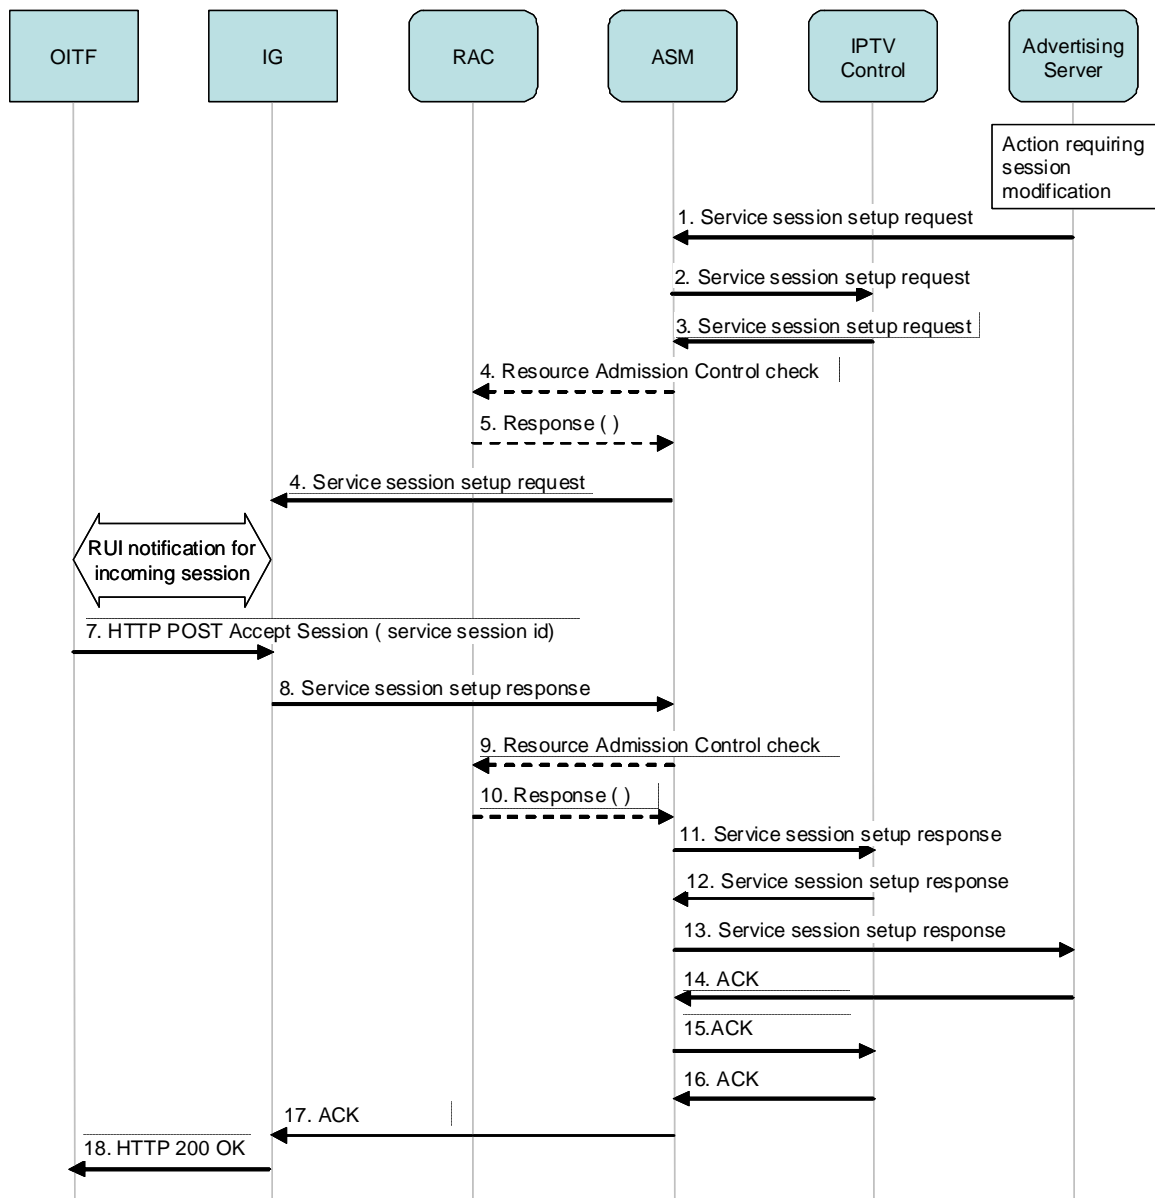 OITF
IG
RAC
ASM
IPTV
Control
Advertising
Server
Action requiring
session
modification
1. Service session setup request
2. Service session setup request
3. Service session setup request
4. Resource Admission Control check
5. Response ( )
4. Service session setup request
RUI notification for
incoming session
7. HTTP POST Accept Session ( service session id)
8. Service session setup response
9. Resource Admission Control check
10. Response ( )
11. Service session setup response
12. Service session setup response
13. Service session setup response
14. ACK
15.ACK
16. ACK
17. ACK
18. HTTP 200 OK